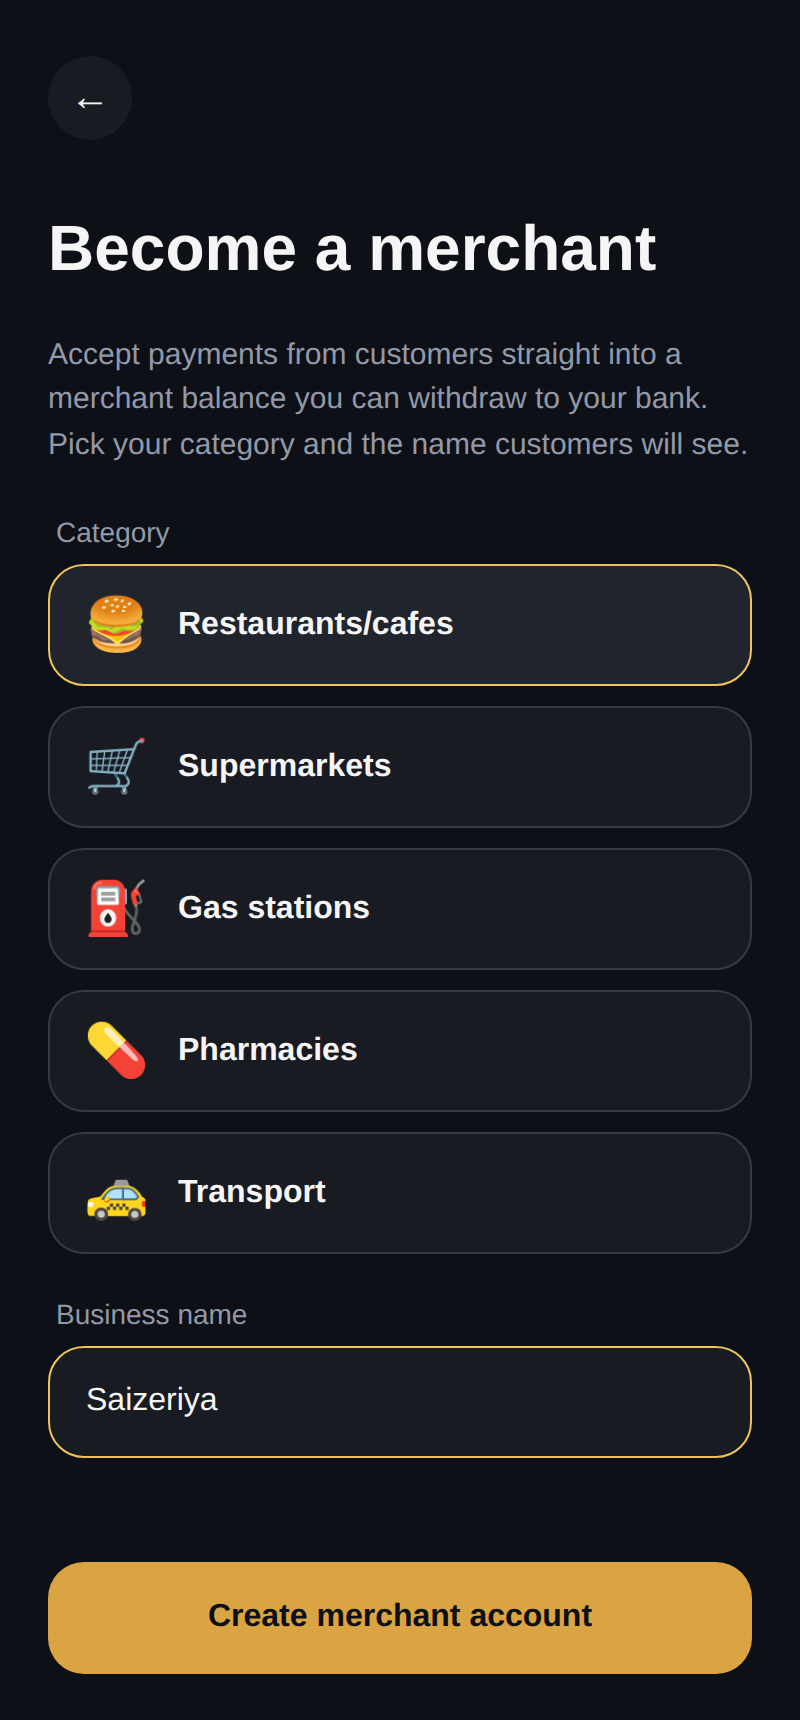 ←
Become a merchant
Accept payments from customers straight into a
merchant balance you can withdraw to your bank.
Pick your category and the name customers will see.
Category
🍔 Restaurants/cafes
🛒 Supermarkets
⛽ Gas stations
💊 Pharmacies
🚕 Transport
Business name
Saizeriya
Create merchant account